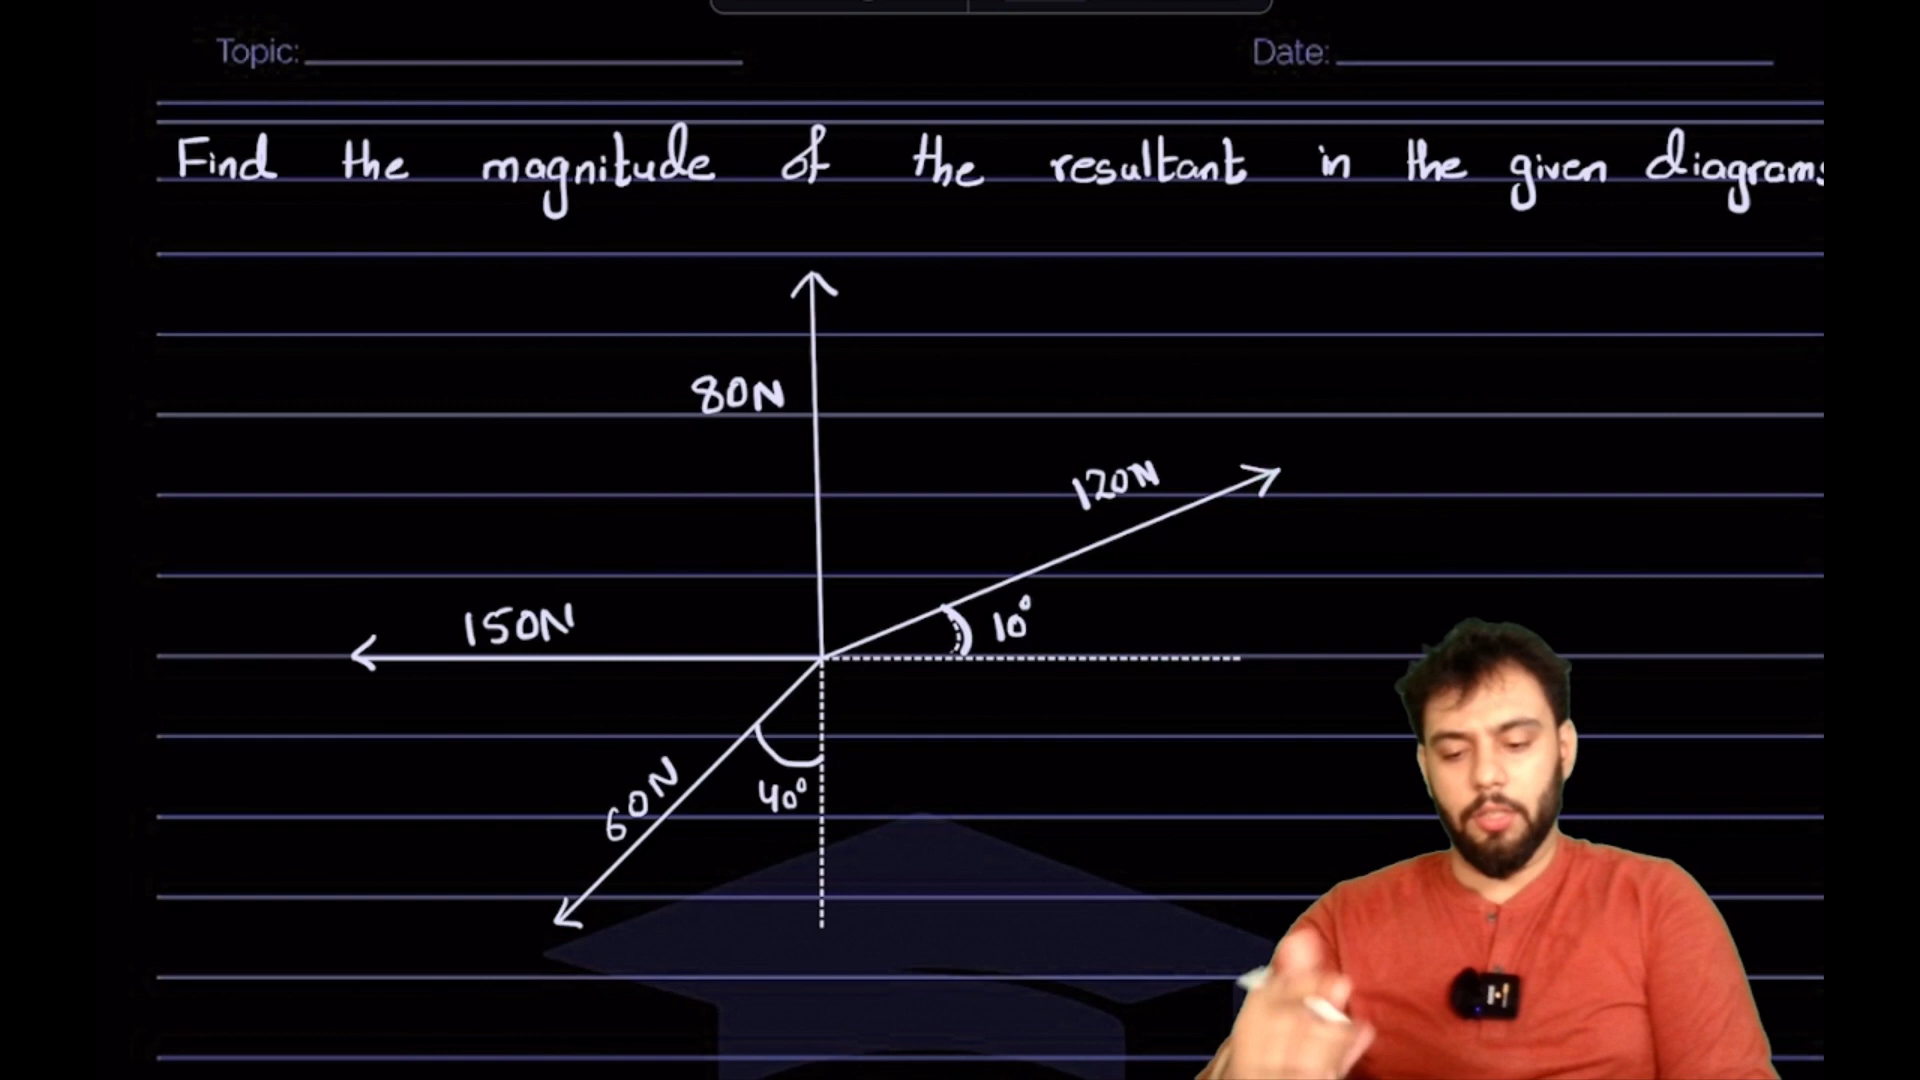 Topic:
Date:
Find the magnitude of the resultant in the given diagrams
80N
120N
150N
10°
60N
40°